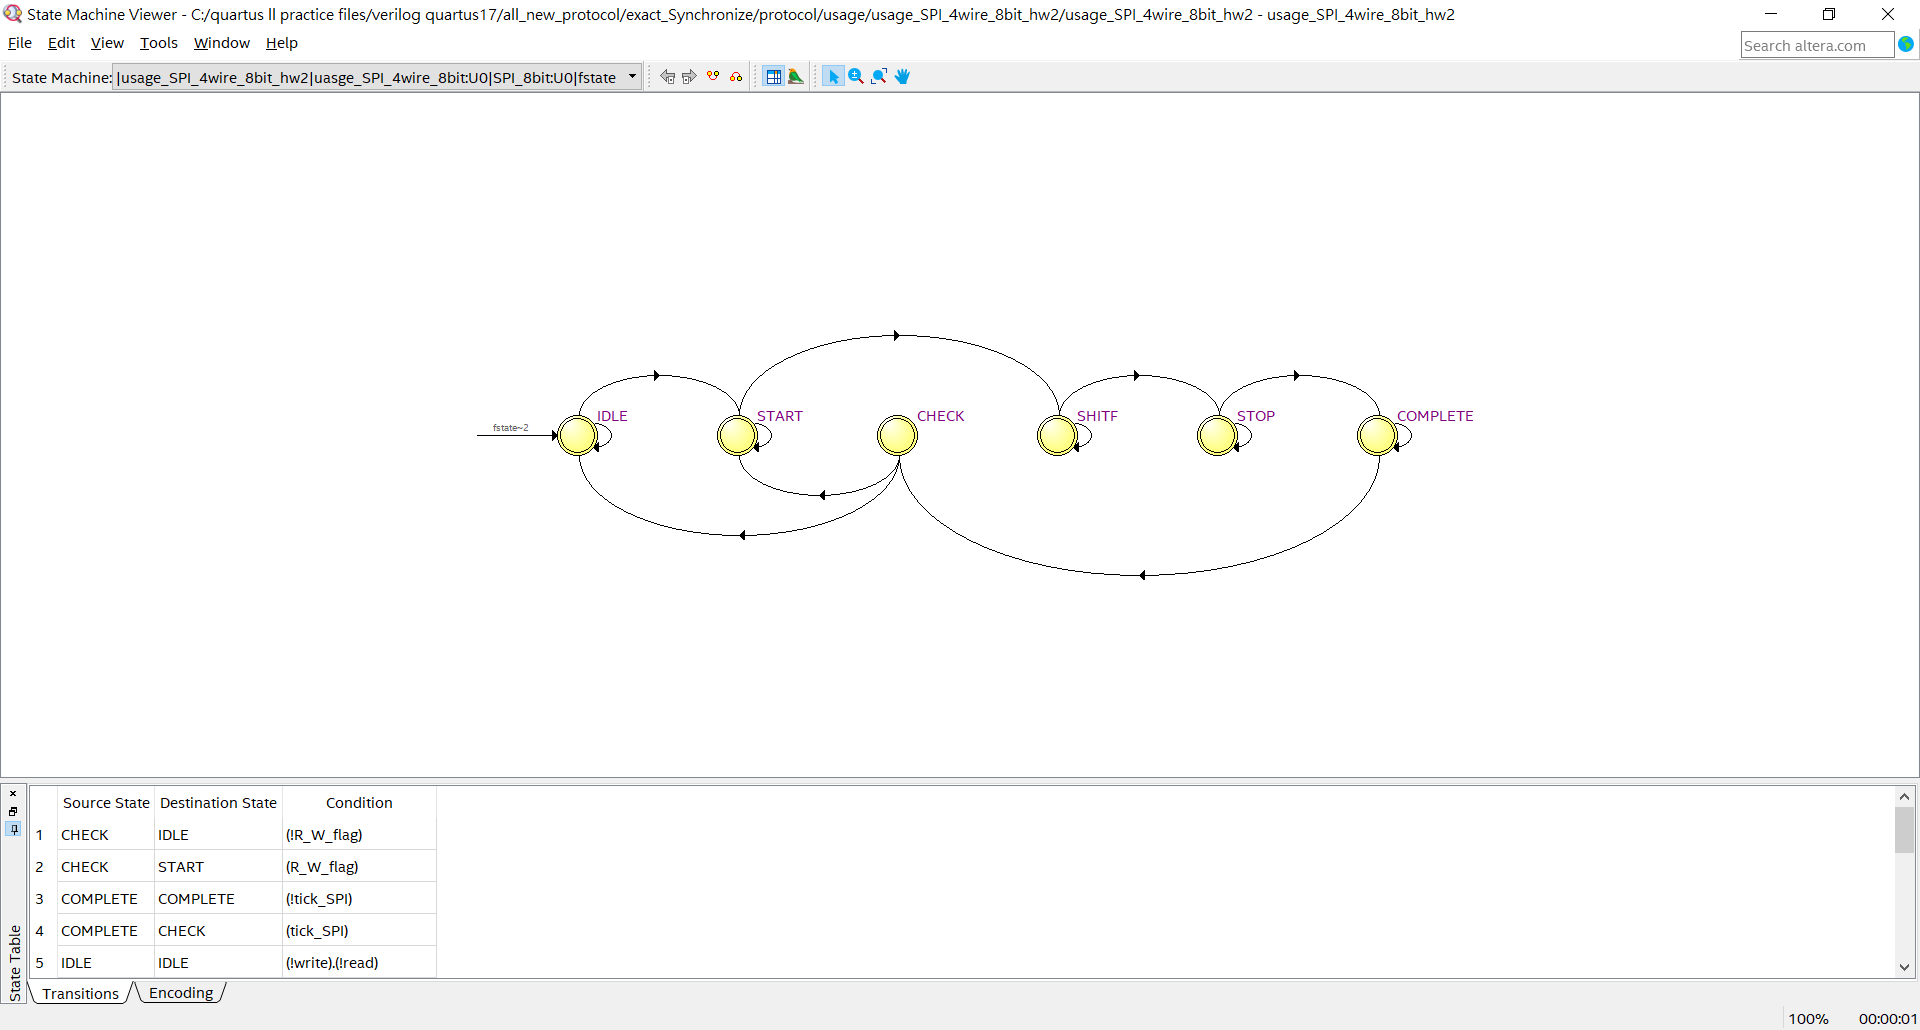 State Machine Viewer - C:/quartus ll practice files/verilog quartus17/all_new_protocol/exact_Synchronize/protocol/usage/usage_SPI_4wire_8bit_hw2/usage_SPI_4wire_8bit_hw2 - usage_SPI_4wire_8bit_hw2
File Edit View Tools Window Help
Search altera.com
State Machine: |usage_SPI_4wire_8bit_hw2|uasge_SPI_4wire_8bit:U0|SPI_8bit:U0|fstate
fstate~2
IDLE START CHECK SHITF STOP COMPLETE
Source State Destination State Condition
1 CHECK IDLE (!R_W_flag)
2 CHECK START (R_W_flag)
3 COMPLETE COMPLETE (!tick_SPI)
4 COMPLETE CHECK (tick_SPI)
5 IDLE IDLE (!write).(!read)
State Table
Transitions Encoding
100% 00:00:01